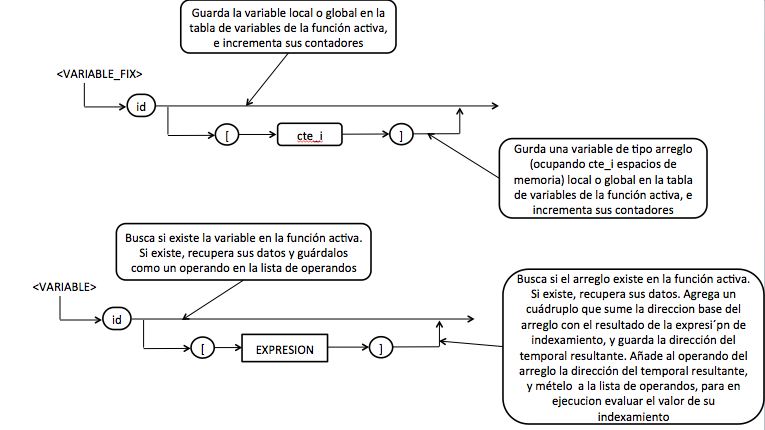 Guarda la variable local o global en la
tabla de variables de la función activa,
e incrementa sus contadores
<VARIABLE_FIX>
id
[
cte_i
]
Gurda una variable de tipo arreglo
(ocupando cte_i espacios de
memoria) local o global en la tabla
de variables de la función activa, e
incrementa sus contadores
Busca si existe la variable en la función activa.
Si existe, recupera sus datos y guárdalos
como un operando en la lista de operandos
<VARIABLE>
id
[
EXPRESION
]
Busca si el arreglo existe en la función activa.
Si existe, recupera sus datos. Agrega un
cuádruplo que sume la direccion base del
arreglo con el resultado de la expresi´pn de
indexamiento, y guarda la dirección del
temporal resultante. Añade al operando del
arreglo la dirección del temporal resultante,
y mételo a la lista de operandos, para en
ejecucion evaluar el valor de su
indexamiento